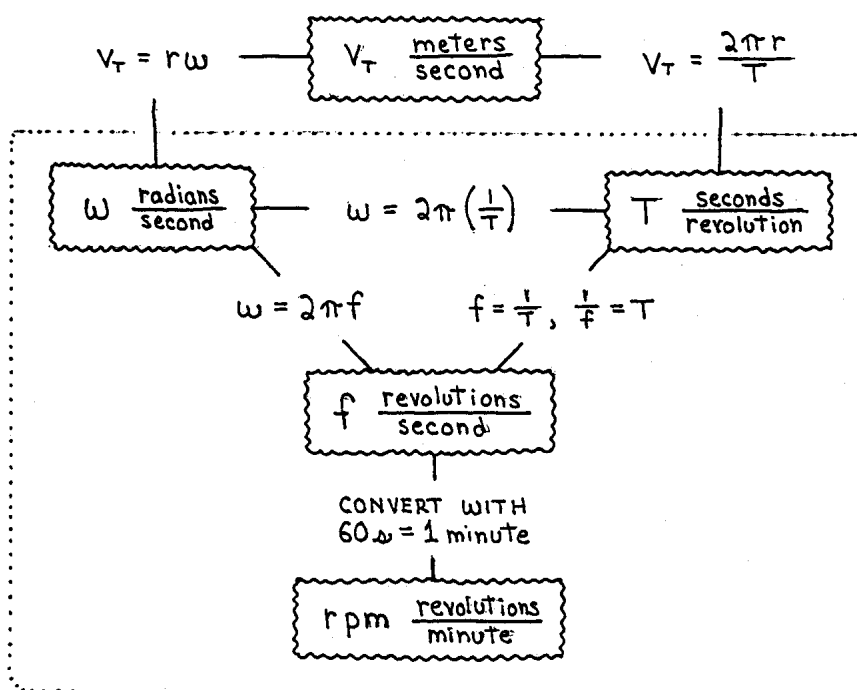 V_T = rω V_T meters/second V_T = 2πr/T
ω radians/second ω = 2π(1/T) T seconds/revolution
ω = 2πf f = 1/T, 1/f = T
f revolutions/second
CONVERT WITH
60 s = 1 minute
rpm revolutions/minute